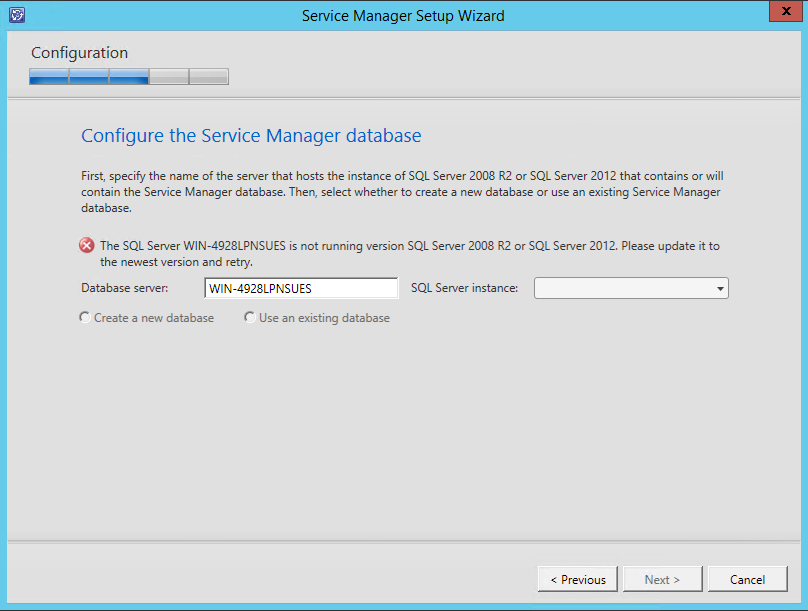 Service Manager Setup Wizard
x
Configuration
Configure the Service Manager database
First, specify the name of the server that hosts the instance of SQL Server 2008 R2 or SQL Server 2012 that contains or will
contain the Service Manager database. Then, select whether to create a new database or use an existing Service Manager
database.
The SQL Server WIN-4928LPNSUES is not running version SQL Server 2008 R2 or SQL Server 2012. Please update it to
the newest version and retry.
Database server: WIN-4928LPNSUES SQL Server instance:
Create a new database Use an existing database
< Previous Next > Cancel